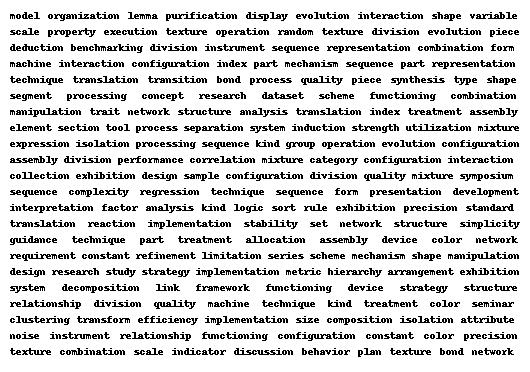 model organization lemma purification display evolution interaction shape variable
scale property execution texture operation random texture division evolution piece
deduction benchmarking division instrument sequence representation combination form
machine interaction configuration index part mechanism sequence part representation
technique translation transition bond process quality piece synthesis type shape
segment processing concept research dataset scheme functioning combination
manipulation trait network structure analysis translation index treatment assembly
element section tool process separation system induction strength utilization mixture
expression isolation processing sequence kind group operation evolution configuration
assembly division performance correlation mixture category configuration interaction
collection exhibition design sample configuration division quality mixture symposium
sequence complexity regression technique sequence form presentation development
interpretation factor analysis kind logic sort rule exhibition precision standard
translation reaction implementation stability set network structure simplicity
guidance technique part treatment allocation assembly device color network
requirement constant refinement limitation series scheme mechanism shape manipulation
design research study strategy implementation metric hierarchy arrangement exhibition
system decomposition link framework functioning device strategy structure
relationship division quality machine technique kind treatment color seminar
clustering transform efficiency implementation size composition isolation attribute
noise instrument relationship functioning configuration constant color precision
texture combination scale indicator discussion behavior plan texture bond network